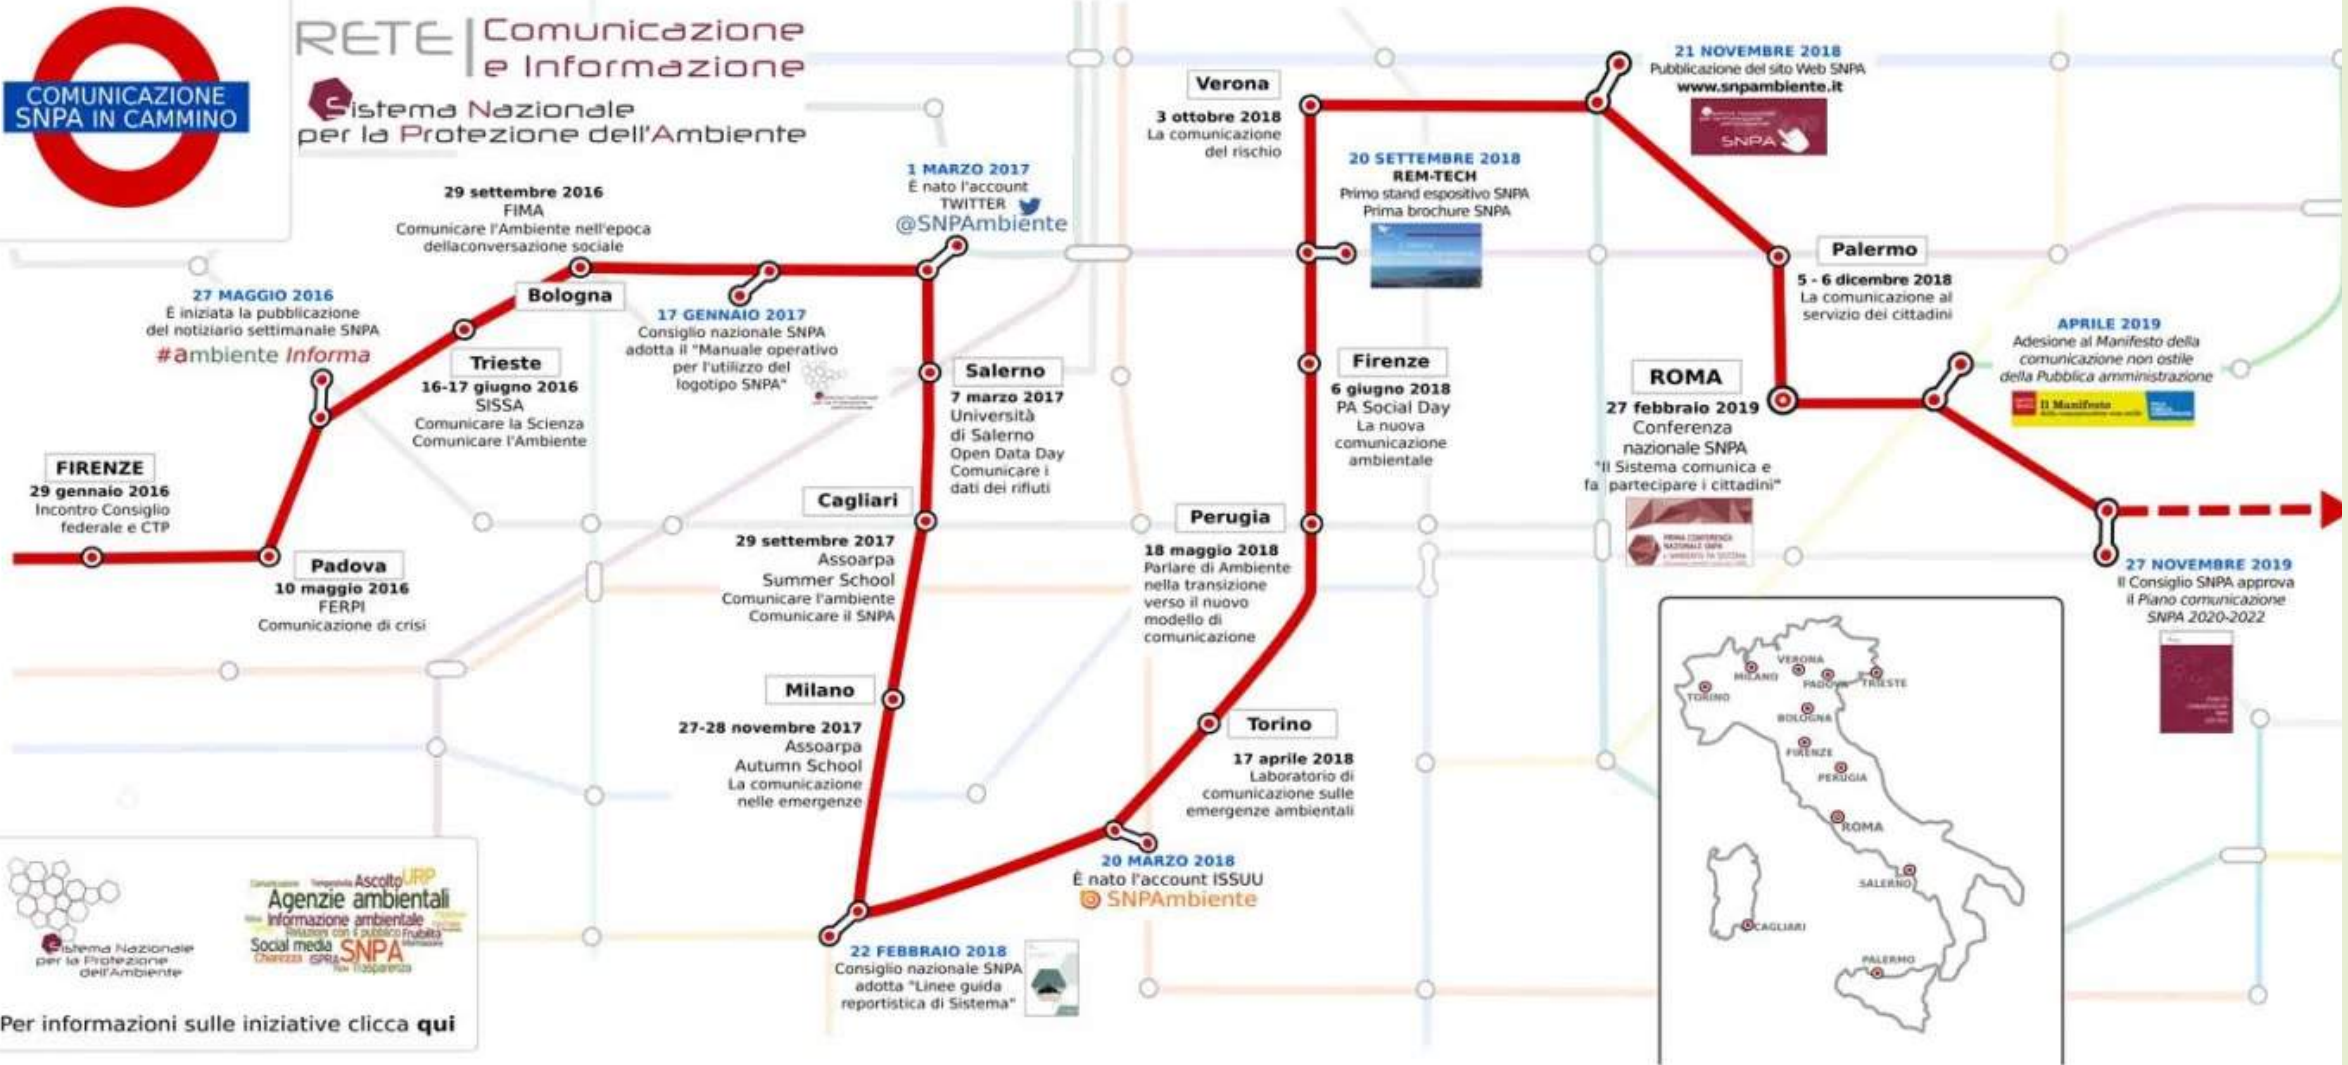 COMUNICAZIONE
SNPA IN CAMMINO
RETE
Comunicazione
e Informazione
Sistema Nazionale
per la Protezione dell'Ambiente
FIRENZE
29 gennaio 2016
Incontro Consiglio
federale e CTP
Padova
10 maggio 2016
FERPI
Comunicazione di crisi
27 MAGGIO 2016
È iniziata la pubblicazione
del notiziario settimanale SNPA
#ambiente Informa
Trieste
16-17 giugno 2016
SISSA
Comunicare la Scienza
Comunicare l'Ambiente
29 settembre 2016
FIMA
Comunicare l'Ambiente nell'epoca
dellaconversazione sociale
Bologna
17 GENNAIO 2017
Consiglio nazionale SNPA
adotta il "Manuale operativo
per l'utilizzo del
logotipo SNPA"
1 MARZO 2017
È nato l'account
TWITTER
@SNPAmbiente
Salerno
7 marzo 2017
Università
di Salerno
Open Data Day
Comunicare i
dati dei rifiuti
Cagliari
29 settembre 2017
Assoarpa
Summer School
Comunicare l'ambiente
Comunicare il SNPA
Milano
27-28 novembre 2017
Assoarpa
Autumn School
La comunicazione
nelle emergenze
22 FEBBRAIO 2018
Consiglio nazionale SNPA
adotta "Linee guida
reportistica di Sistema"
20 MARZO 2018
È nato l'account ISSUU
SNPAmbiente
Torino
17 aprile 2018
Laboratorio di
comunicazione sulle
emergenze ambientali
Perugia
18 maggio 2018
Parlare di Ambiente
nella transizione
verso il nuovo
modello di
comunicazione
Firenze
6 giugno 2018
PA Social Day
La nuova
comunicazione
ambientale
20 SETTEMBRE 2018
REM-TECH
Primo stand espositivo SNPA
Prima brochure SNPA
Verona
3 ottobre 2018
La comunicazione
del rischio
21 NOVEMBRE 2018
Pubblicazione del sito Web SNPA
www.snpambiente.it
SNPA
Palermo
5 - 6 dicembre 2018
La comunicazione al
servizio dei cittadini
ROMA
27 febbraio 2019
Conferenza
nazionale SNPA
"Il Sistema comunica e
fa partecipare i cittadini"
PRIMA CONFERENZA
NAZIONALE SNPA
APRILE 2019
Adesione al Manifesto della
comunicazione non ostile
della Pubblica amministrazione
Il Manifesto
27 NOVEMBRE 2019
Il Consiglio SNPA approva
il Piano comunicazione
SNPA 2020-2022
TORINO
MILANO
VERONA
PADOVA
TRIESTE
BOLOGNA
FIRENZE
PERUGIA
ROMA
SALERNO
CAGLIARI
PALERMO
Sistema Nazionale
per la Protezione
dell'Ambiente
Ascolto URP
Agenzie ambientali
Informazione ambientale
Relazioni con il pubblico Fruibilità
Social media SNPA
Chiarezza ISPRA
Trasparenza
Per informazioni sulle iniziative clicca qui